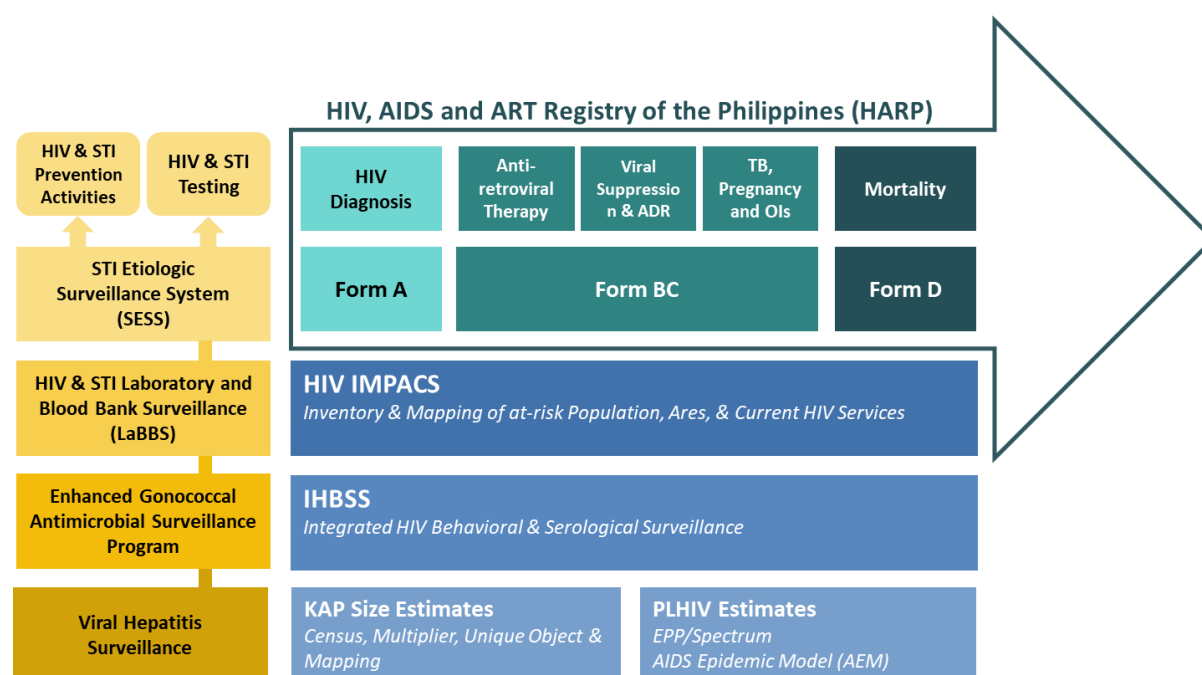 HIV, AIDS and ART Registry of the Philippines (HARP)
HIV & STI
Prevention
Activities
HIV & STI
Testing
HIV
Diagnosis
Anti-
retroviral
Therapy
Viral
Suppressio
n & ADR
TB,
Pregnancy
and OIs
Mortality
STI Etiologic
Surveillance System
(SESS)
Form A
Form BC
Form D
HIV & STI Laboratory and
Blood Bank Surveillance
(LaBBS)
HIV IMPACS
Inventory & Mapping of at-risk Population, Ares, & Current HIV Services
Enhanced Gonococcal
Antimicrobial Surveillance
Program
IHBSS
Integrated HIV Behavioral & Serological Surveillance
Viral Hepatitis
Surveillance
KAP Size Estimates
Census, Multiplier, Unique Object &
Mapping
PLHIV Estimates
EPP/Spectrum
AIDS Epidemic Model (AEM)